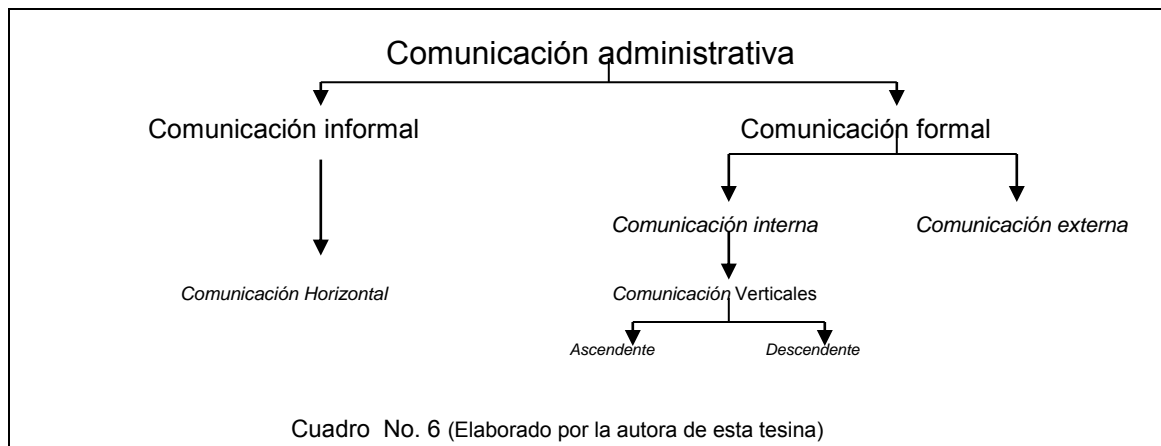 Comunicación administrativa
Comunicación informal
Comunicación formal
Comunicación interna
Comunicación externa
Comunicación Horizontal
Comunicación Verticales
Ascendente
Descendente
Cuadro No. 6 (Elaborado por la autora de esta tesina)